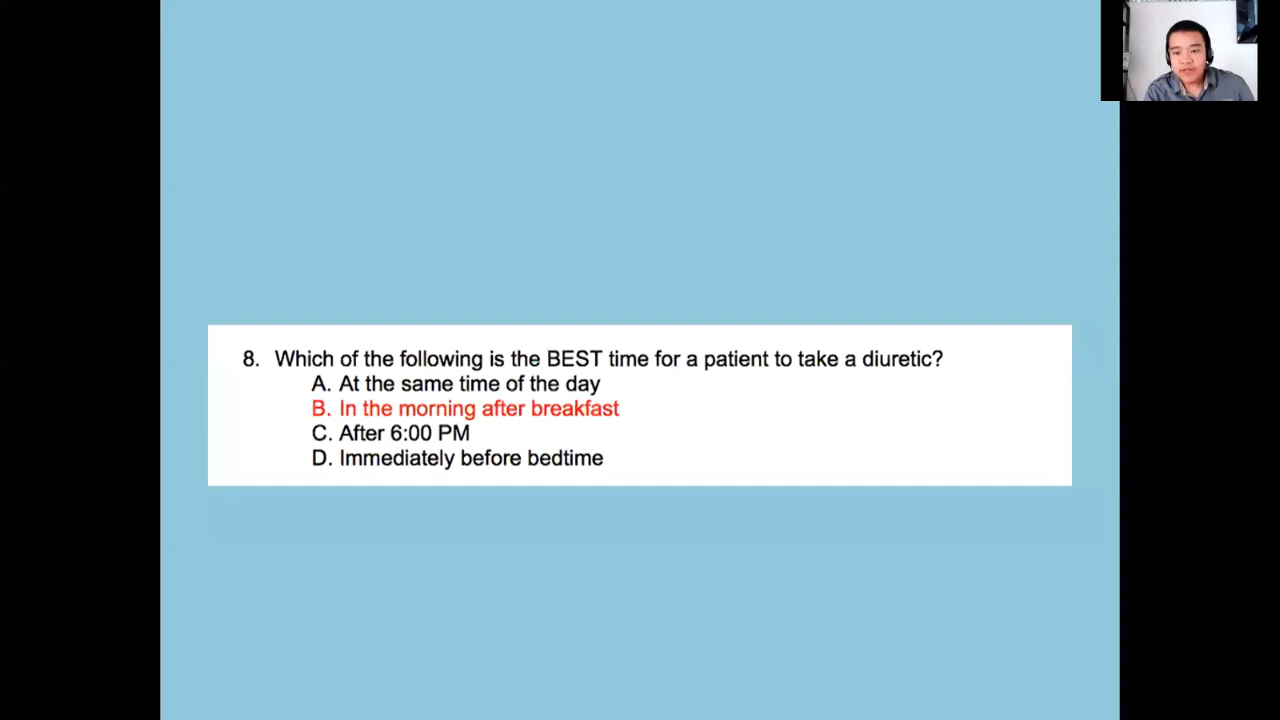 8. Which of the following is the BEST time for a patient to take a diuretic?
A. At the same time of the day
B. In the morning after breakfast
C. After 6:00 PM
D. Immediately before bedtime